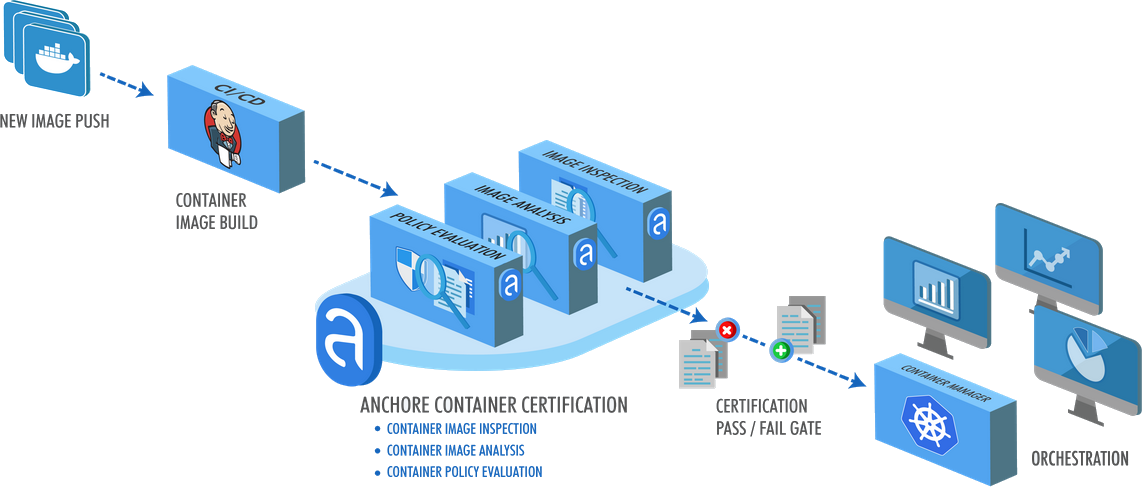 NEW IMAGE PUSH
CI/CD
CONTAINER
IMAGE BUILD
IMAGE INSPECTION
IMAGE ANALYSIS
POLICY EVALUATION
a
a
a
a
ANCHORE CONTAINER CERTIFICATION
• CONTAINER IMAGE INSPECTION
• CONTAINER IMAGE ANALYSIS
• CONTAINER POLICY EVALUATION
CERTIFICATION
PASS / FAIL GATE
CONTAINER MANAGER
ORCHESTRATION